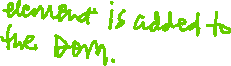 element is added to
the Dom.